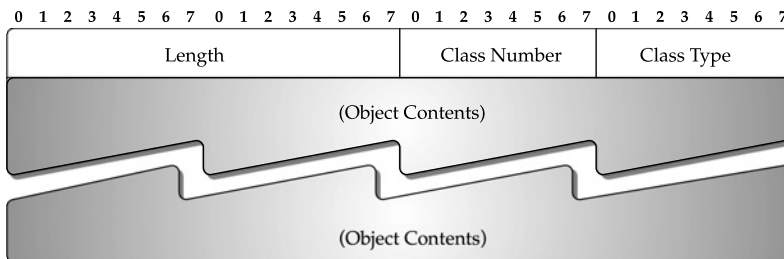 0 1 2 3 4 5 6 7 0 1 2 3 4 5 6 7 0 1 2 3 4 5 6 7 0 1 2 3 4 5 6 7
Length Class Number Class Type
(Object Contents)
(Object Contents)